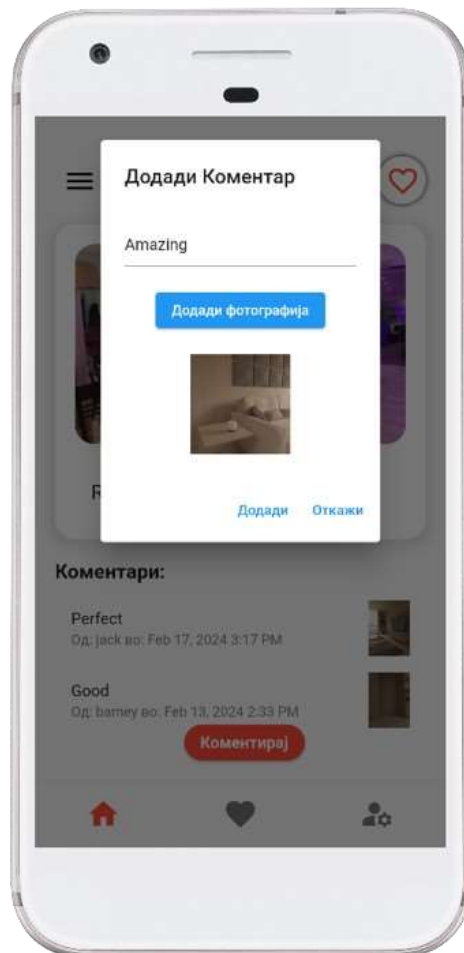 Додади Коментар
Amazing
Додади фотографија
R
Додади Откажи
Коментари:
Perfect
Од: jack во: Feb 17, 2024 3:17 PM
Good
Од: barney во: Feb 13, 2024 2:33 PM
Коментирај